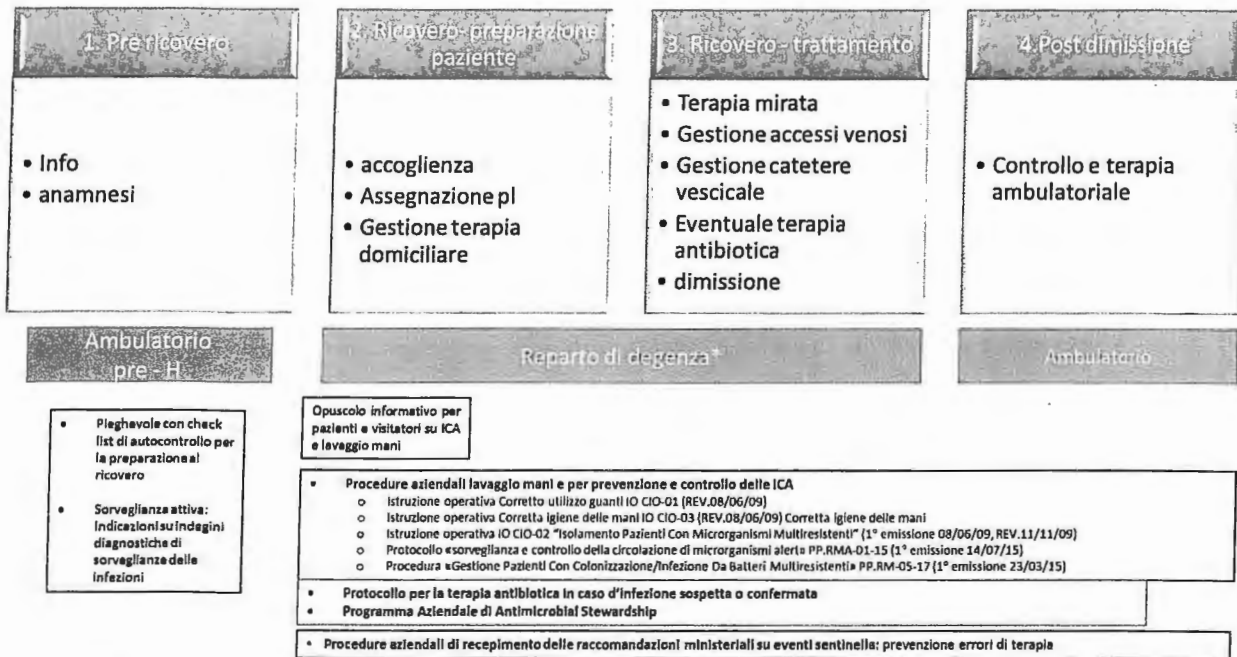 1. Pre ricovero
• Info
• anamnesi
2. Ricovero- preparazione
paziente
• accoglienza
• Assegnazione pl
• Gestione terapia
domiciliare
3. Ricovero - trattamento
• Terapia mirata
• Gestione accessi venosi
• Gestione catetere
vescicale
• Eventuale terapia
antibiotica
• dimissione
4.Post dimissione
• Controllo e terapia
ambulatoriale
Ambulatorio
pre - H
Reparto di degenza*
Ambulatorio
• Pieghevole con check
list di autocontrollo per
la preparazione al
ricovero
• Sorveglianza attiva:
indicazioni su indagini
diagnostiche di
sorveglianza delle
infezioni
Opuscolo informativo per
pazienti e visitatori su ICA
e lavaggio mani
• Procedure aziendali lavaggio mani e per prevenzione e controllo delle ICA
o Istruzione operativa Corretto utilizzo guanti IO CIO-01 (REV.08/06/09)
o Istruzione operativa Corretta igiene delle mani IO CIO-03 (REV.08/06/09) Corretta igiene delle mani
o Istruzione operativa IO CIO-02 "Isolamento Pazienti Con Microrganismi Multiresistenti" (1° emissione 08/06/09, REV.11/11/09)
o Protocollo «sorveglianza e controllo della circolazione di microrganismi alert» PP.RMA-01-15 (1° emissione 14/07/15)
o Procedura «Gestione Pazienti Con Colonizzazione/Infezione Da Batteri Multiresistenti» PP.RM-05-17 (1° emissione 23/03/15)
• Protocollo per la terapia antibiotica in caso d'infezione sospetta o confermata
• Programma Aziendale di Antimicrobial Stewardship
• Procedure aziendali di recepimento delle raccomandazioni ministeriali su eventi sentinella: prevenzione errori di terapia